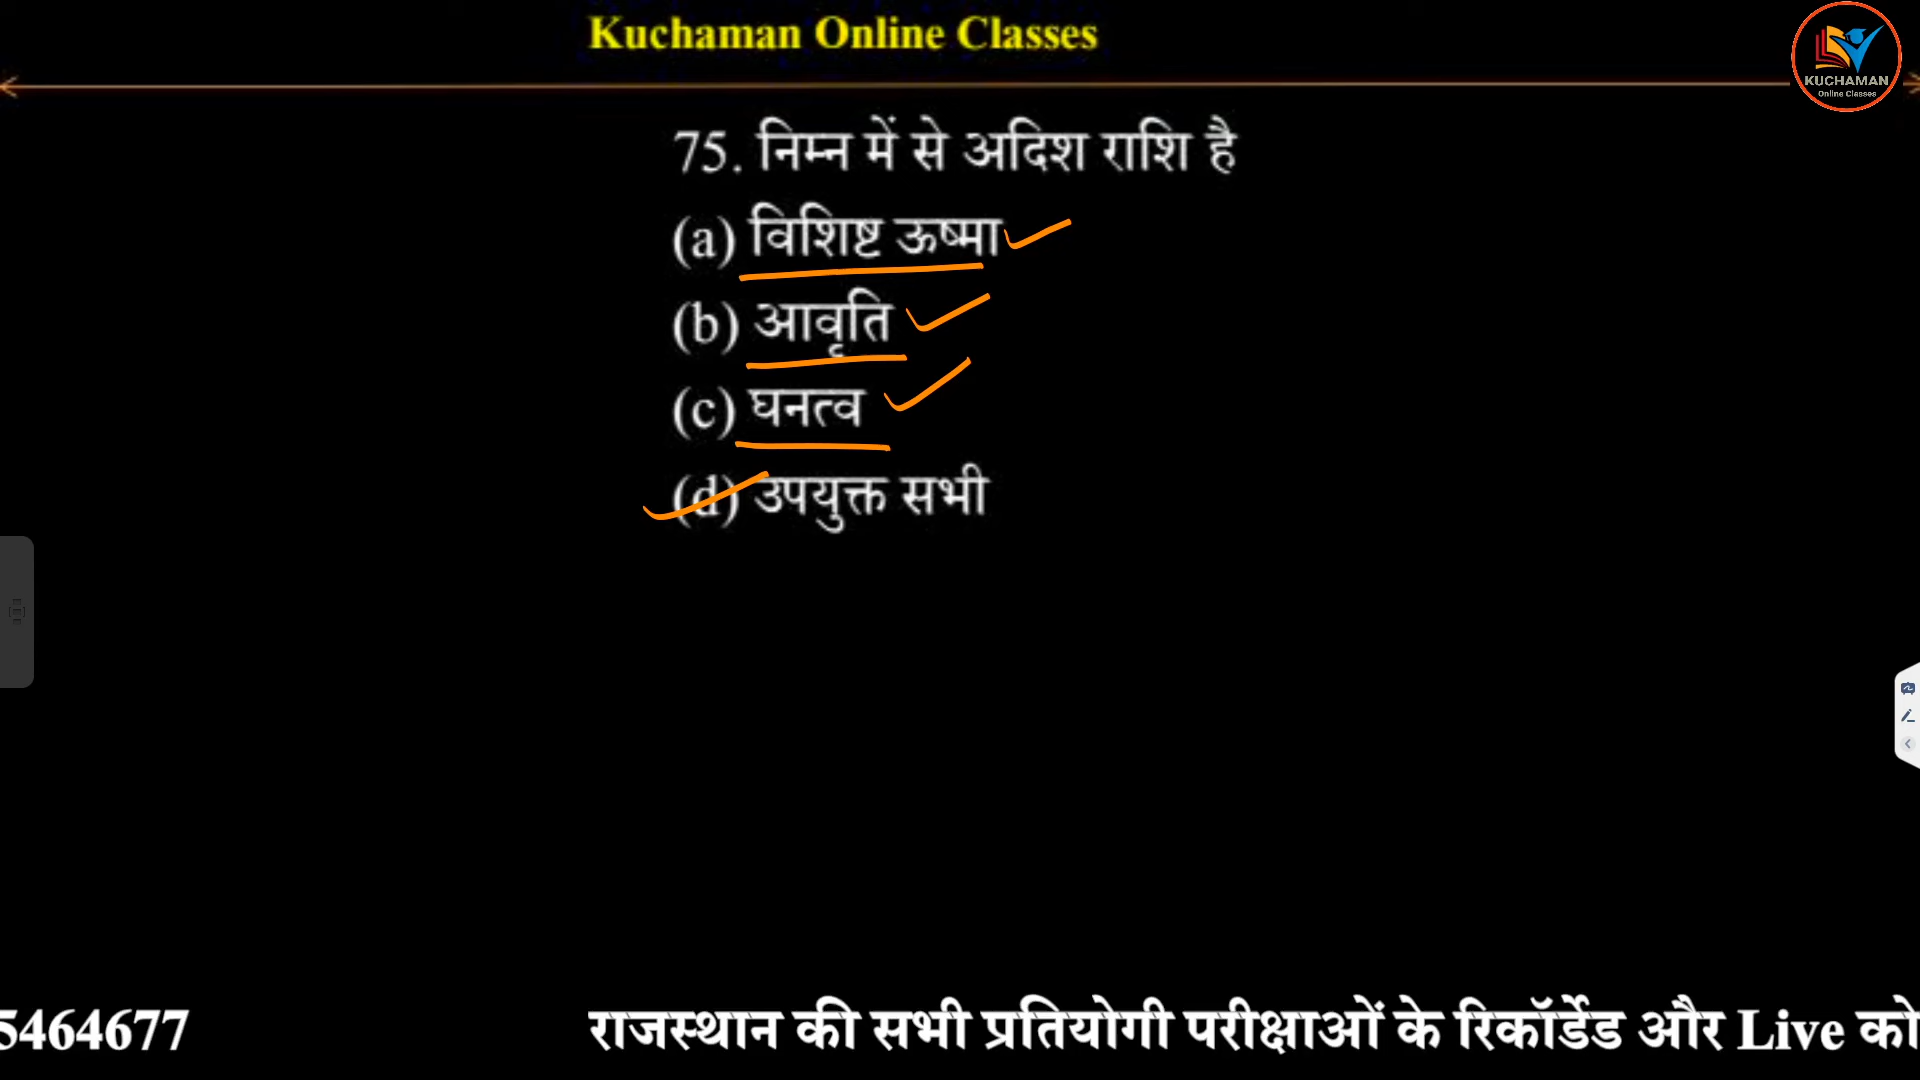 Kuchaman Online Classes
KUCHAMAN
Online Classes
75. निम्न में से अदिश राशि है
(a) विशिष्ट ऊष्मा
(b) आवृति
(c) घनत्व
(d) उपयुक्त सभी
5464677 राजस्थान की सभी प्रतियोगी परीक्षाओं के रिकॉर्डेड और Live को